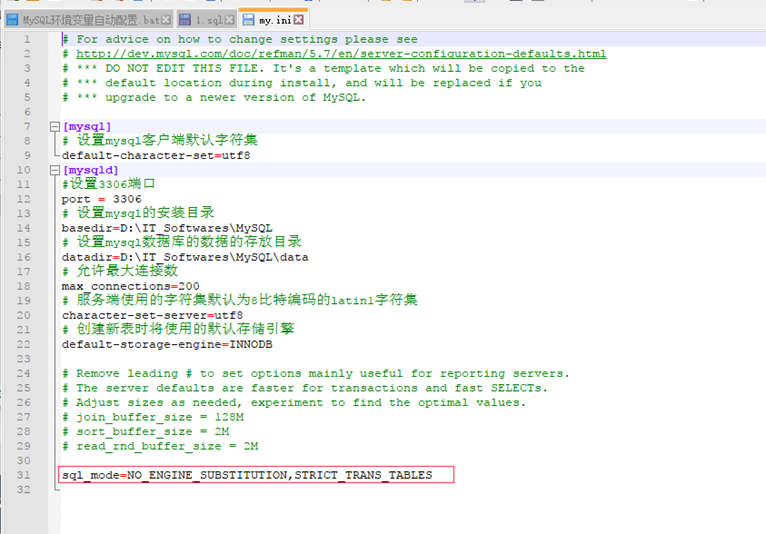 MySQL环境变量自动配置.bat 1.sql my.ini
1 # For advice on how to change settings please see
2 # http://dev.mysql.com/doc/refman/5.7/en/server-configuration-defaults.html
3 # *** DO NOT EDIT THIS FILE. It's a template which will be copied to the
4 # *** default location during install, and will be replaced if you
5 # *** upgrade to a newer version of MySQL.
6
7 [mysql]
8 # 设置mysql客户端默认字符集
9 default-character-set=utf8
10 [mysqld]
11 #设置3306端口
12 port = 3306
13 # 设置mysql的安装目录
14 basedir=D:\IT_Softwares\MySQL
15 # 设置mysql数据库的数据的存放目录
16 datadir=D:\IT_Softwares\MySQL\data
17 # 允许最大连接数
18 max_connections=200
19 # 服务端使用的字符集默认为8比特编码的latin1字符集
20 character-set-server=utf8
21 # 创建新表时将使用的默认存储引擎
22 default-storage-engine=INNODB
23
24 # Remove leading # to set options mainly useful for reporting servers.
25 # The server defaults are faster for transactions and fast SELECTs.
26 # Adjust sizes as needed, experiment to find the optimal values.
27 # join_buffer_size = 128M
28 # sort_buffer_size = 2M
29 # read_rnd_buffer_size = 2M
30
31 sql_mode=NO_ENGINE_SUBSTITUTION,STRICT_TRANS_TABLES
32